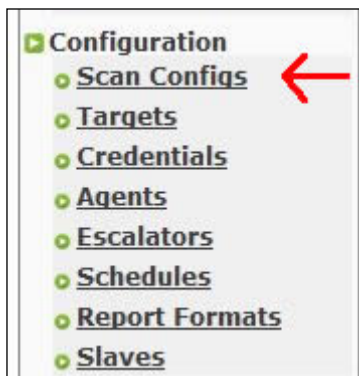 Configuration
Scan Configs
Targets
Credentials
Agents
Escalators
Schedules
Report Formats
Slaves